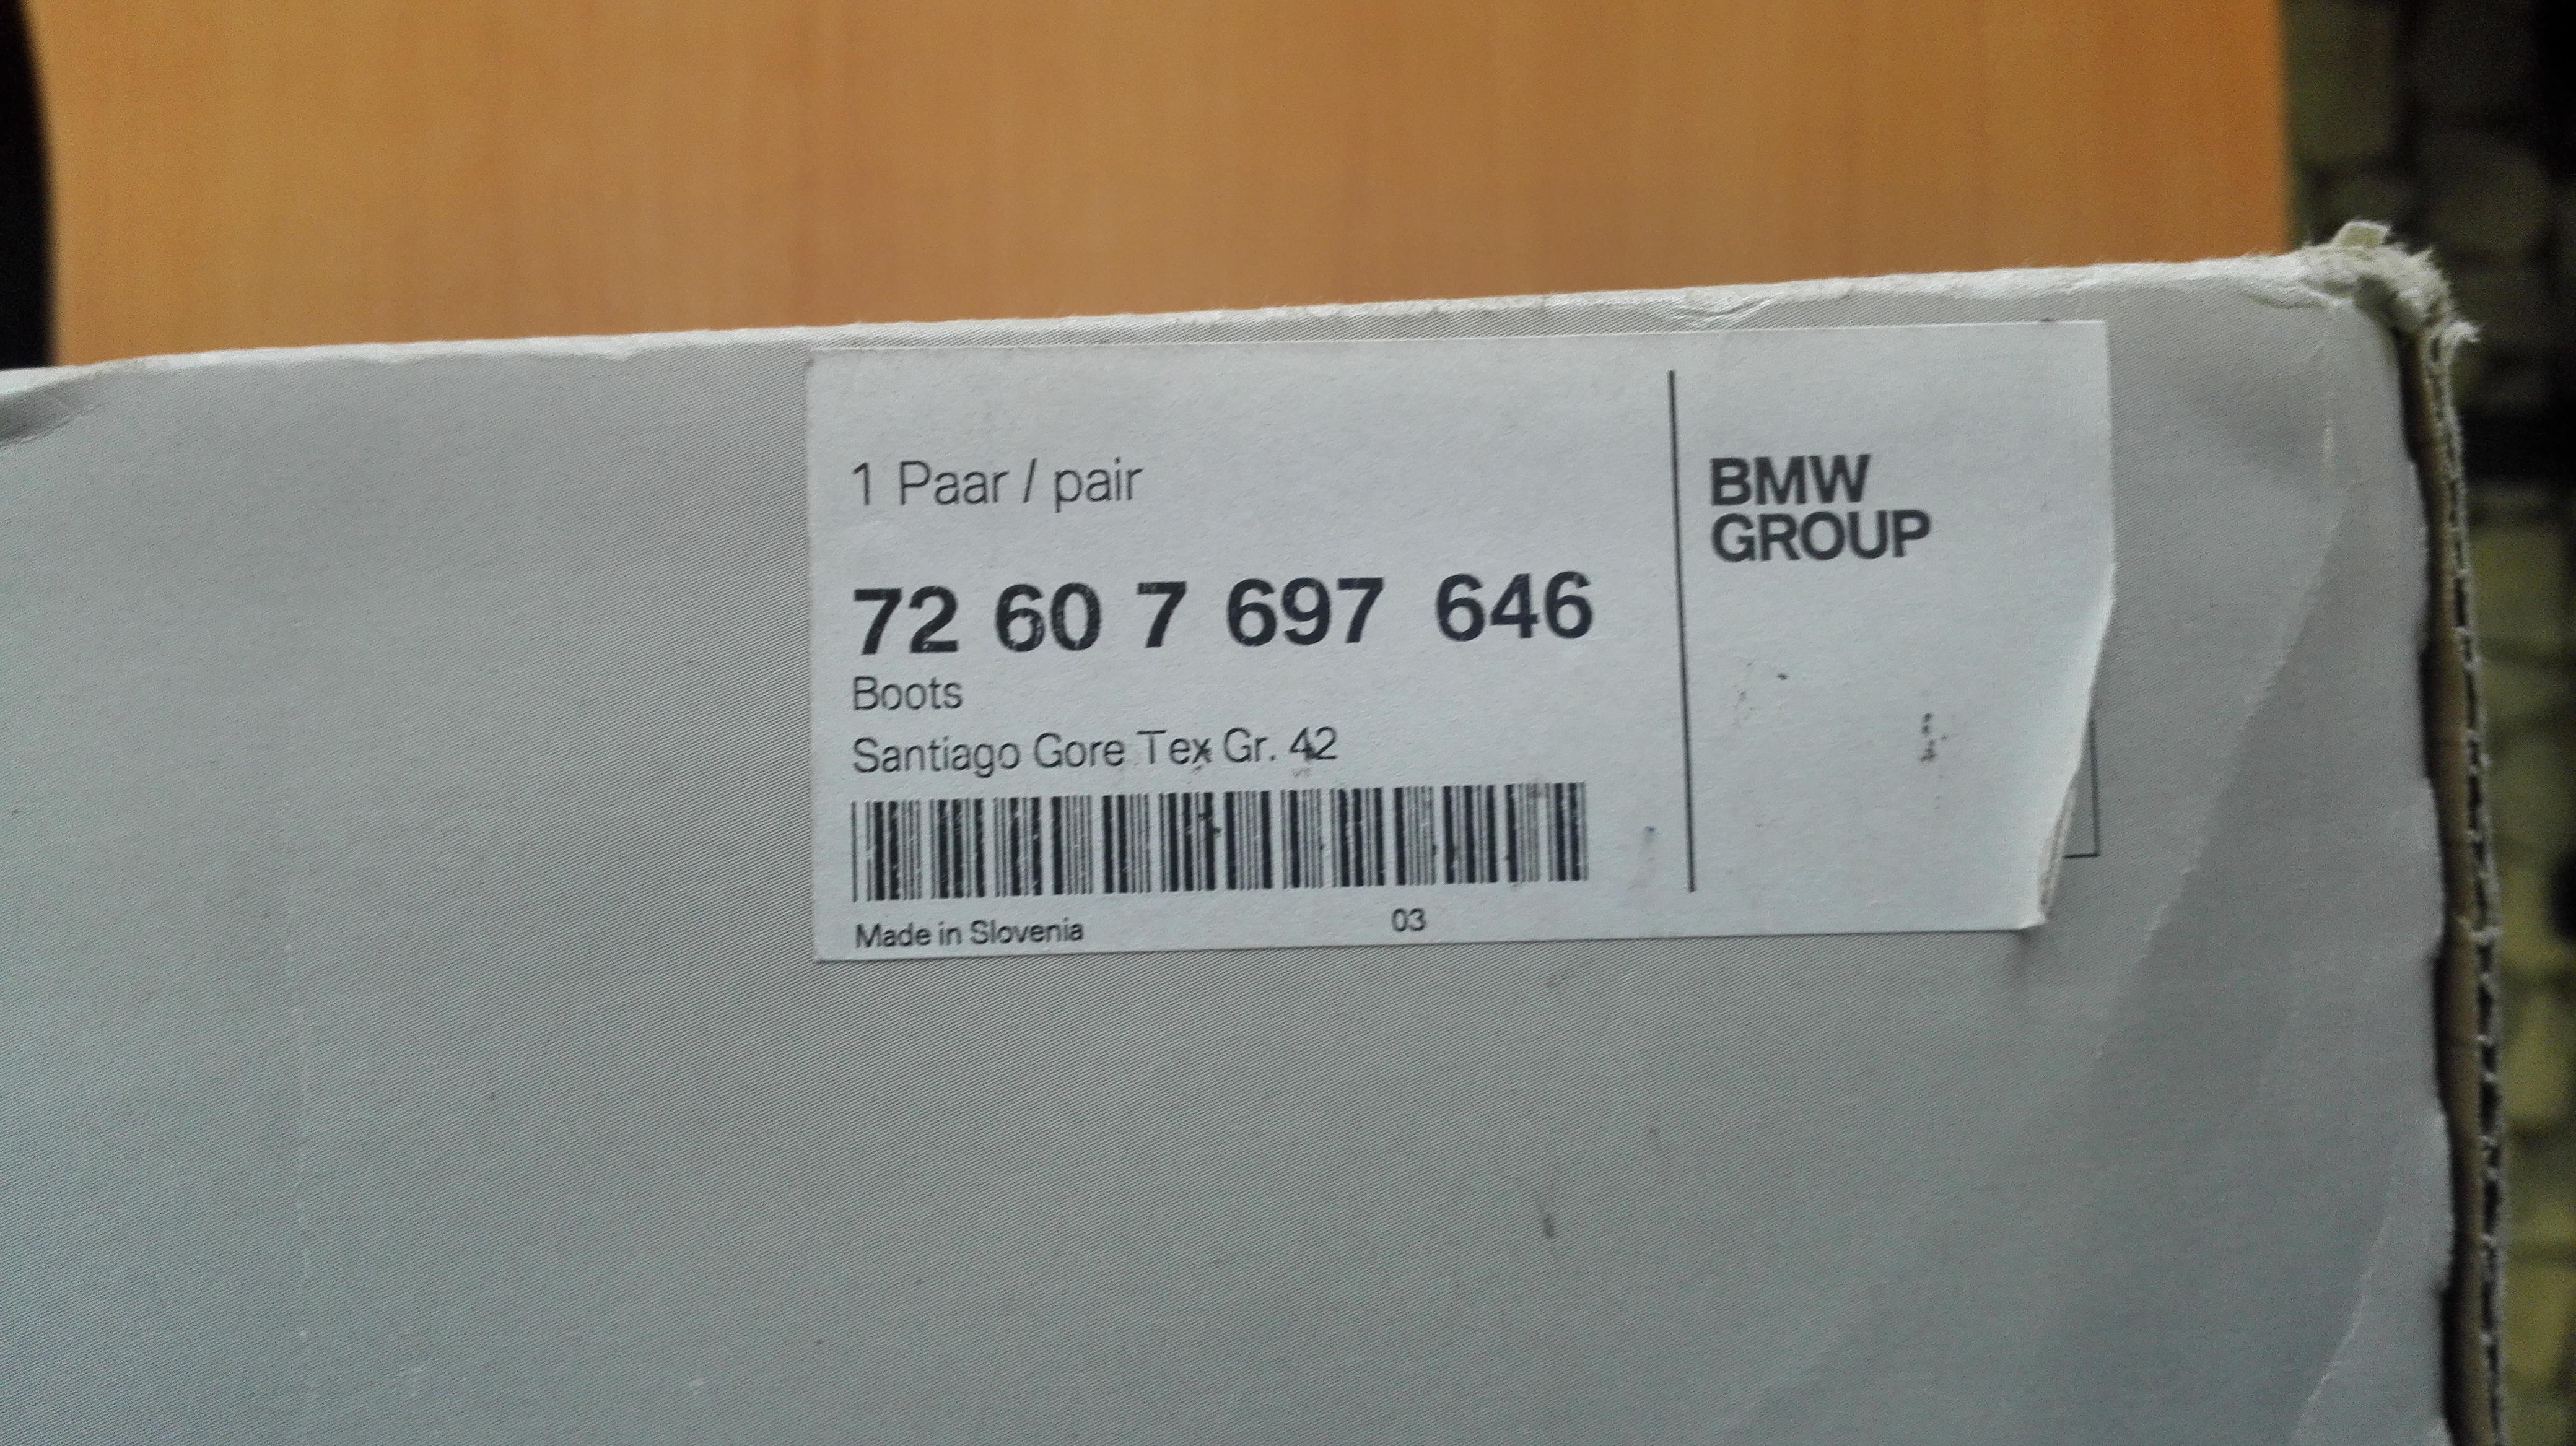 1 Paar / pair
72 60 7 697 646
Boots
Santiago Gore Tex Gr. 42
Made in Slovenia
03
BMW
GROUP